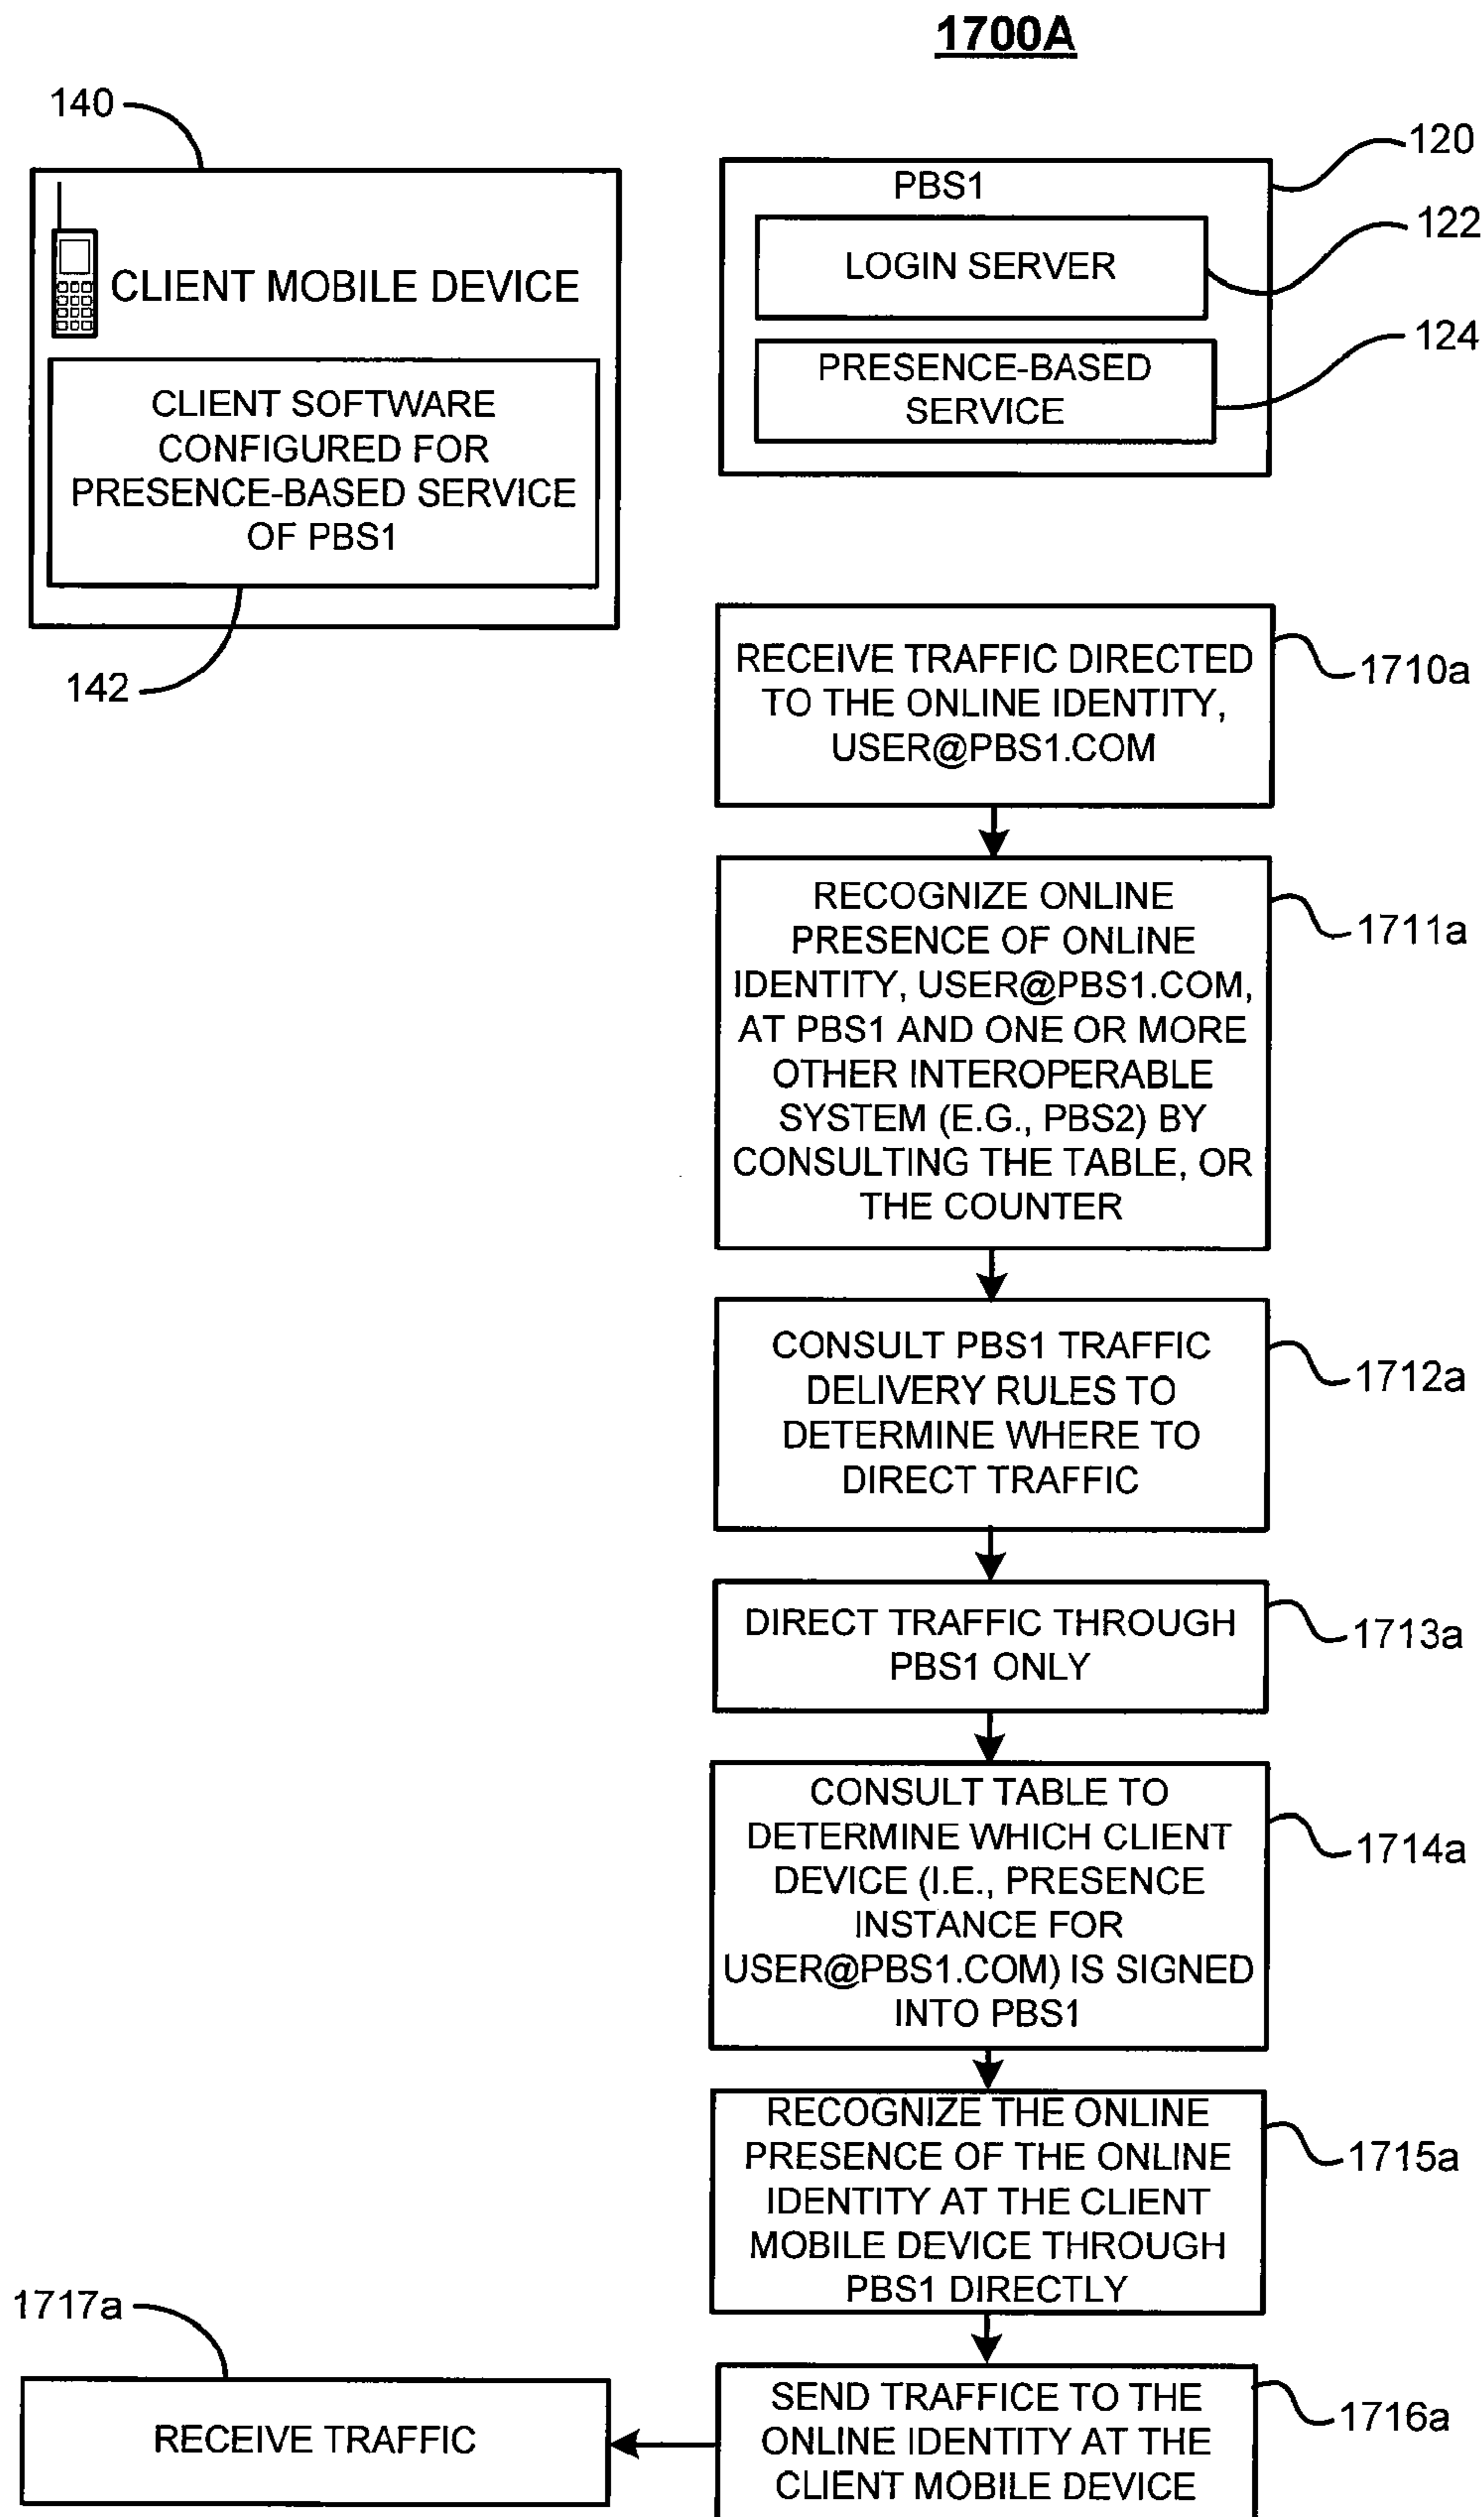 1700A
140
CLIENT MOBILE DEVICE
CLIENT SOFTWARE
CONFIGURED FOR
PRESENCE-BASED SERVICE
OF PBS1
142
PBS1
120
LOGIN SERVER
122
PRESENCE-BASED
SERVICE
124
RECEIVE TRAFFIC DIRECTED
TO THE ONLINE IDENTITY,
USER@PBS1.COM
1710a
RECOGNIZE ONLINE
PRESENCE OF ONLINE
IDENTITY, USER@PBS1.COM,
AT PBS1 AND ONE OR MORE
OTHER INTEROPERABLE
SYSTEM (E.G., PBS2) BY
CONSULTING THE TABLE, OR
THE COUNTER
1711a
CONSULT PBS1 TRAFFIC
DELIVERY RULES TO
DETERMINE WHERE TO
DIRECT TRAFFIC
1712a
DIRECT TRAFFIC THROUGH
PBS1 ONLY
1713a
CONSULT TABLE TO
DETERMINE WHICH CLIENT
DEVICE (I.E., PRESENCE
INSTANCE FOR
USER@PBS1.COM) IS SIGNED
INTO PBS1
1714a
RECOGNIZE THE ONLINE
PRESENCE OF THE ONLINE
IDENTITY AT THE CLIENT
MOBILE DEVICE THROUGH
PBS1 DIRECTLY
1715a
SEND TRAFFICE TO THE
ONLINE IDENTITY AT THE
CLIENT MOBILE DEVICE
1716a
1717a
RECEIVE TRAFFIC